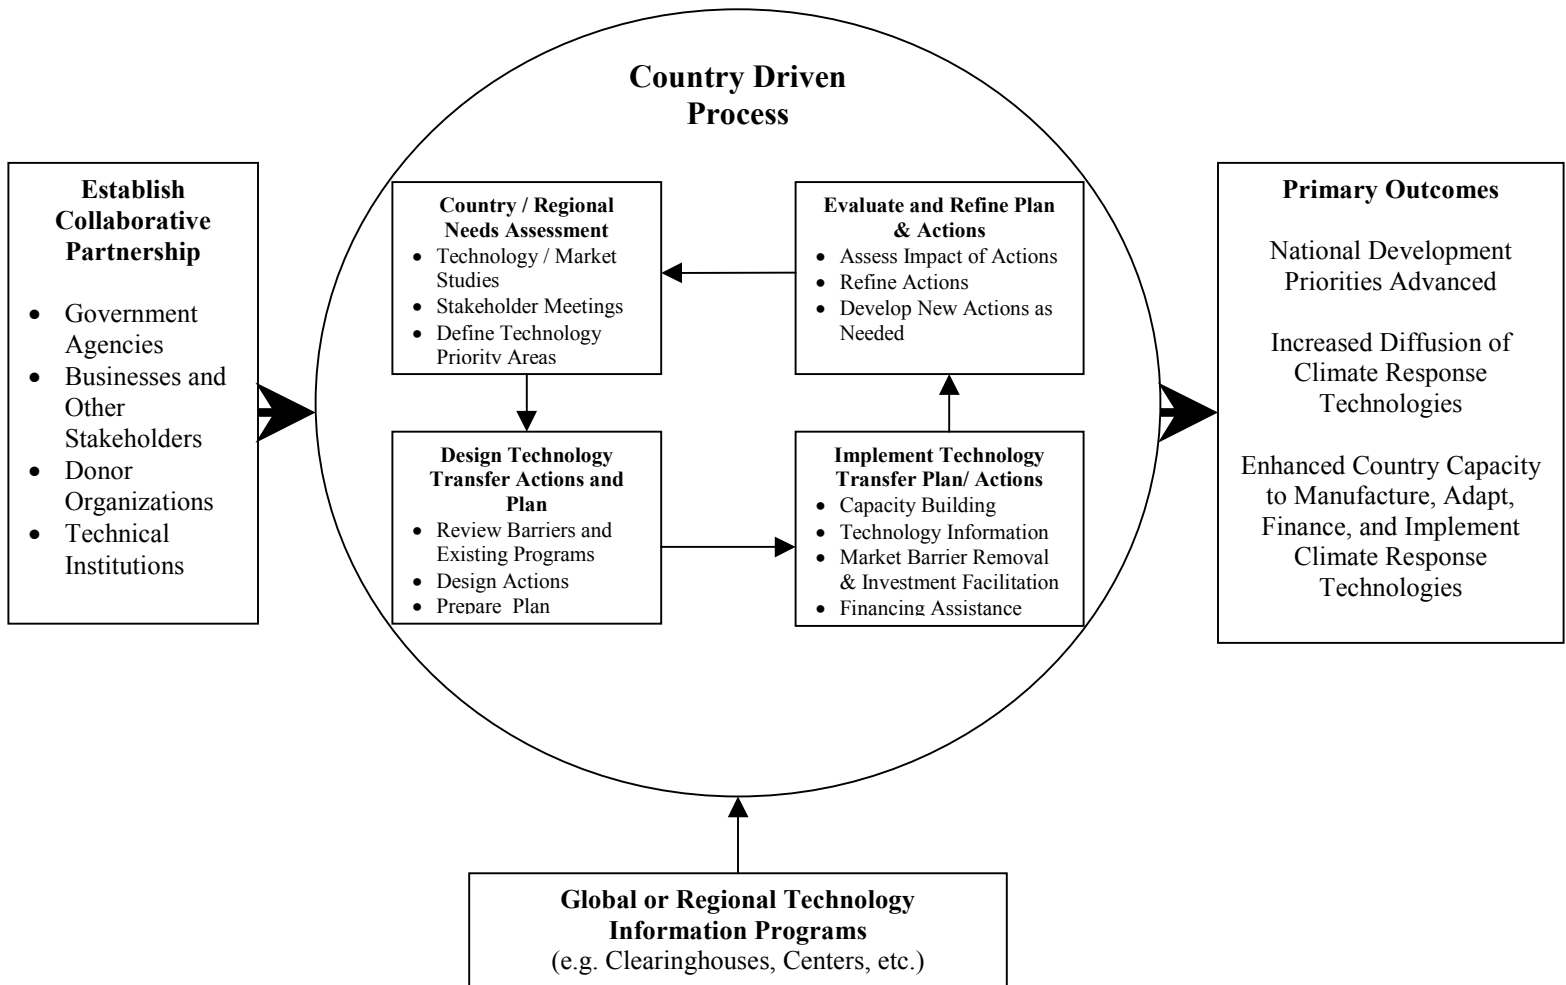 Country Driven
Process
Establish
Collaborative
Partnership
• Government
Agencies
• Businesses and
Other
Stakeholders
• Donor
Organizations
• Technical
Institutions
Country / Regional
Needs Assessment
• Technology / Market
Studies
• Stakeholder Meetings
• Define Technology
Priority Areas
Evaluate and Refine Plan
& Actions
• Assess Impact of Actions
• Refine Actions
• Develop New Actions as
Needed
Design Technology
Transfer Actions and
Plan
• Review Barriers and
Existing Programs
• Design Actions
• Prepare Plan
Implement Technology
Transfer Plan/ Actions
• Capacity Building
• Technology Information
• Market Barrier Removal
& Investment Facilitation
• Financing Assistance
Primary Outcomes
National Development
Priorities Advanced
Increased Diffusion of
Climate Response
Technologies
Enhanced Country Capacity
to Manufacture, Adapt,
Finance, and Implement
Climate Response
Technologies
Global or Regional Technology
Information Programs
(e.g. Clearinghouses, Centers, etc.)